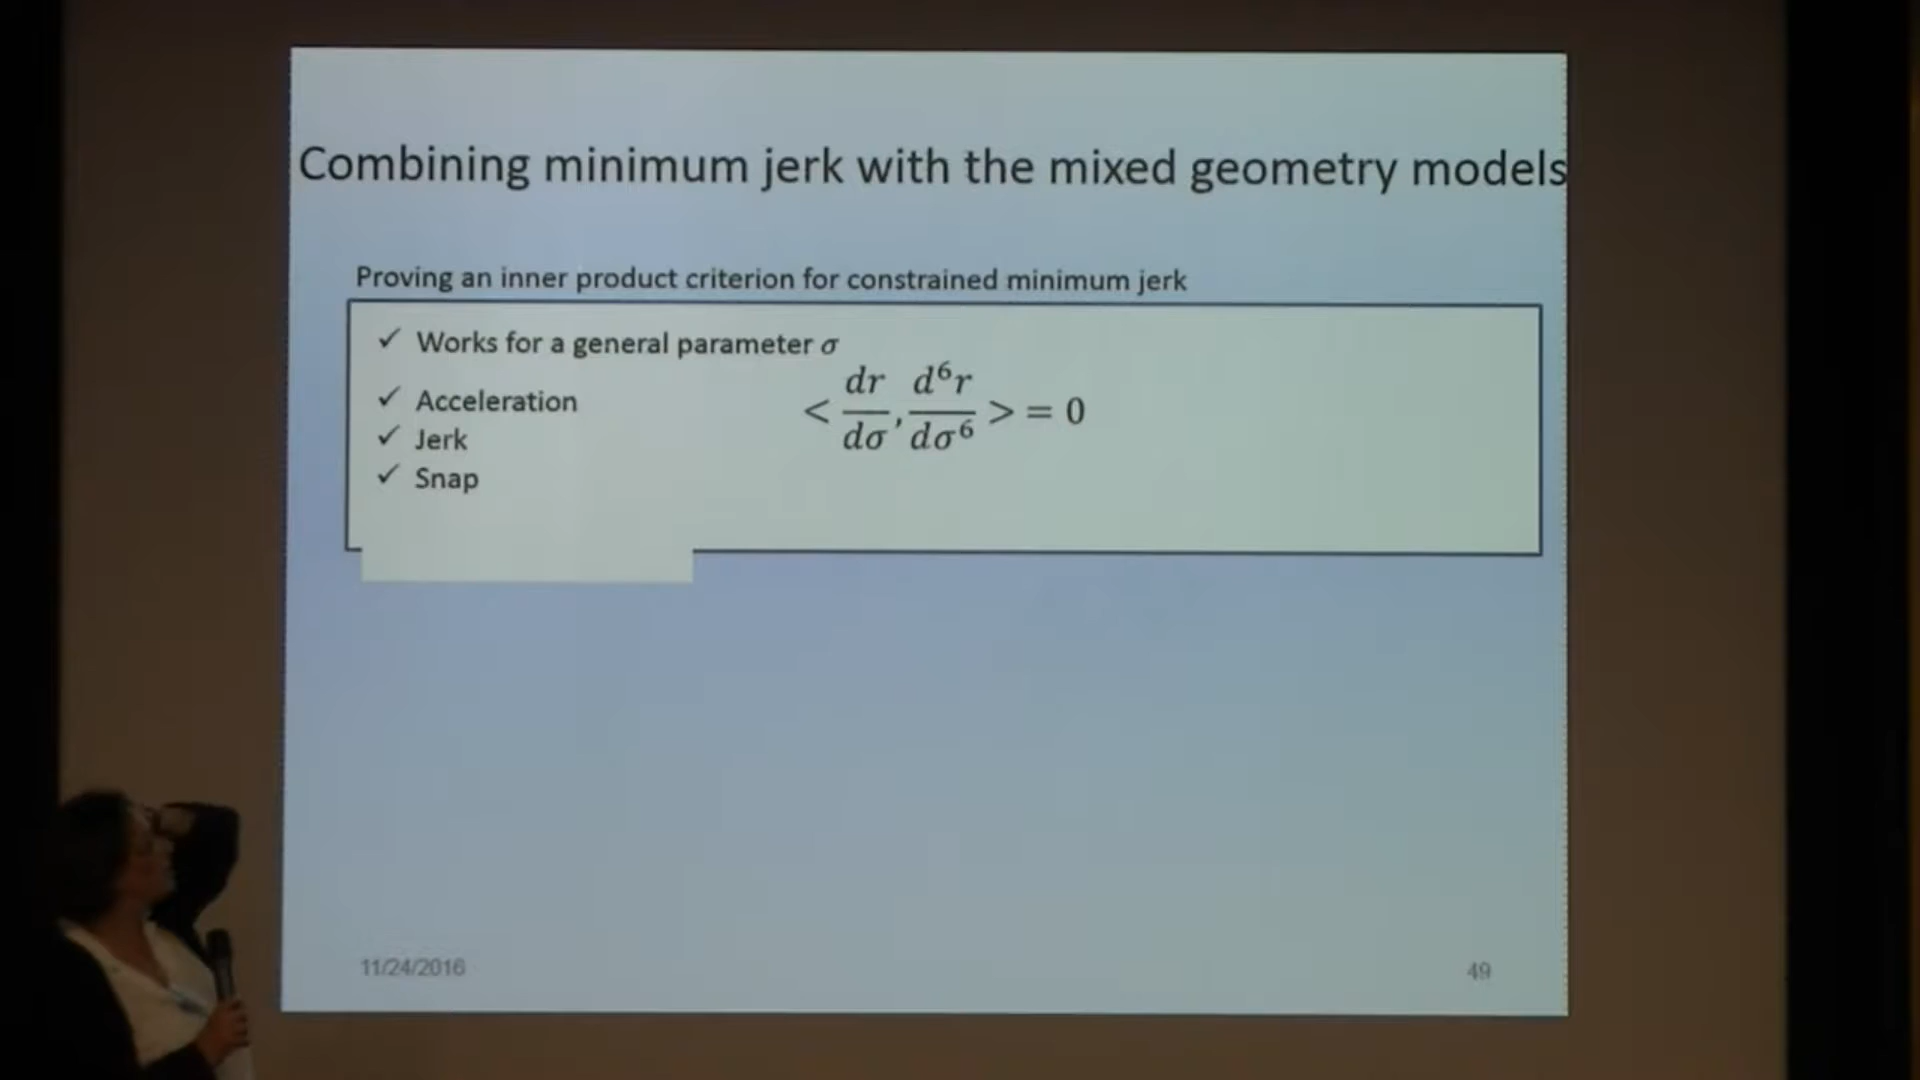 Combining minimum jerk with the mixed geometry models
Proving an inner product criterion for constrained minimum jerk
✓ Works for a general parameter σ
✓ Acceleration
✓ Jerk
✓ Snap
< dr/dσ, d⁶r/dσ⁶ > = 0
11/24/2016
49